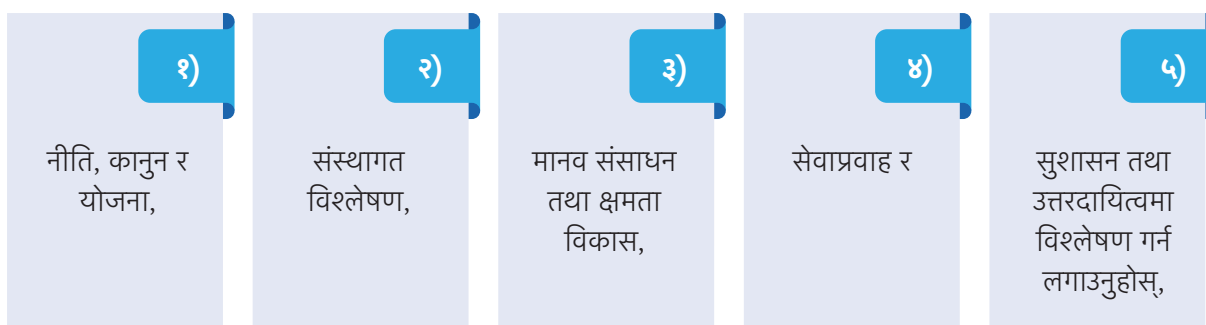 १)
नीति, कानुन र
योजना,
२)
संस्थागत
विश्लेषण,
३)
मानव संसाधन
तथा क्षमता
विकास,
४)
सेवाप्रवाह र
५)
सुशासन तथा
उत्तरदायित्वमा
विश्लेषण गर्न
लगाउनुहोस्,